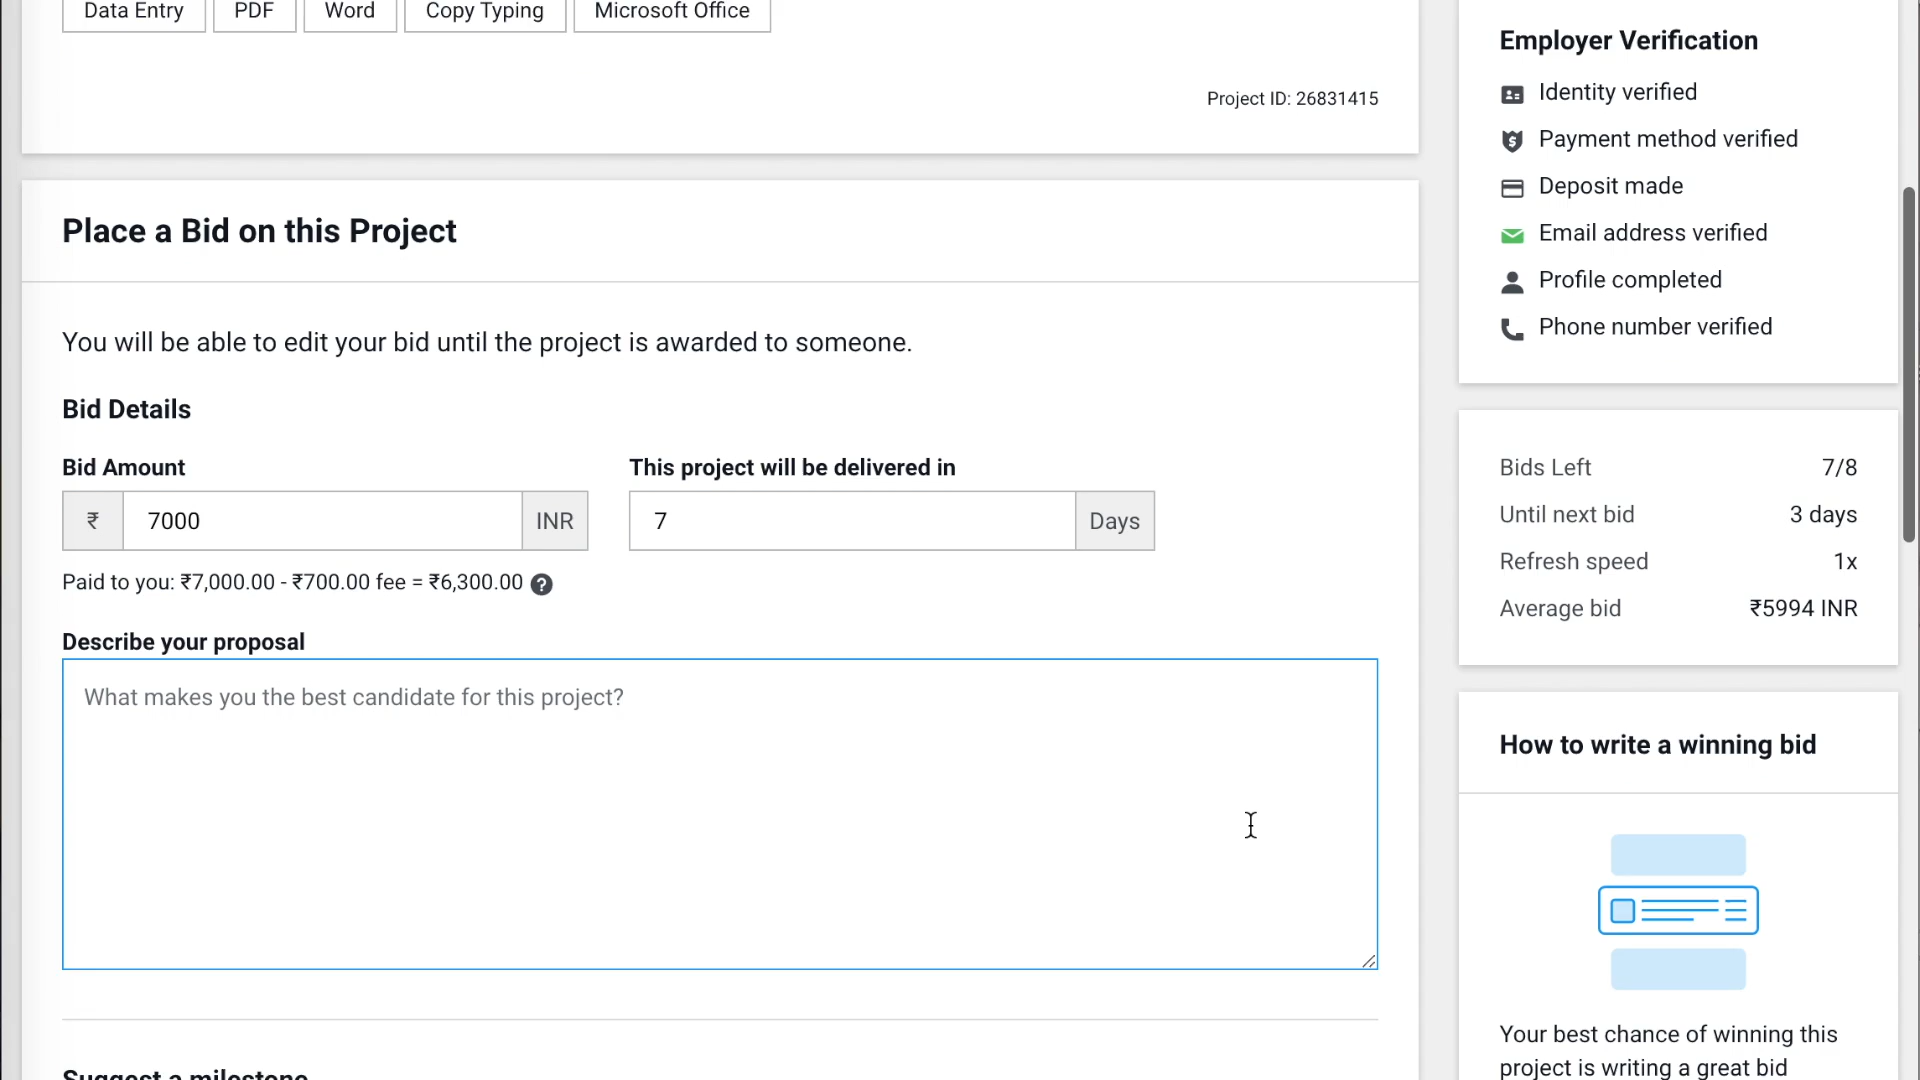 Data Entry PDF Word Copy Typing Microsoft Office
Project ID: 26831415
Place a Bid on this Project
You will be able to edit your bid until the project is awarded to someone.
Bid Details
Bid Amount
This project will be delivered in
₹ 7000 INR
7 Days
Paid to you: ₹7,000.00 - ₹700.00 fee = ₹6,300.00 ?
Describe your proposal
What makes you the best candidate for this project?
Suggest a milestone
Employer Verification
Identity verified
Payment method verified
Deposit made
Email address verified
Profile completed
Phone number verified
Bids Left 7/8
Until next bid 3 days
Refresh speed 1x
Average bid ₹5994 INR
How to write a winning bid
Your best chance of winning this
project is writing a great bid